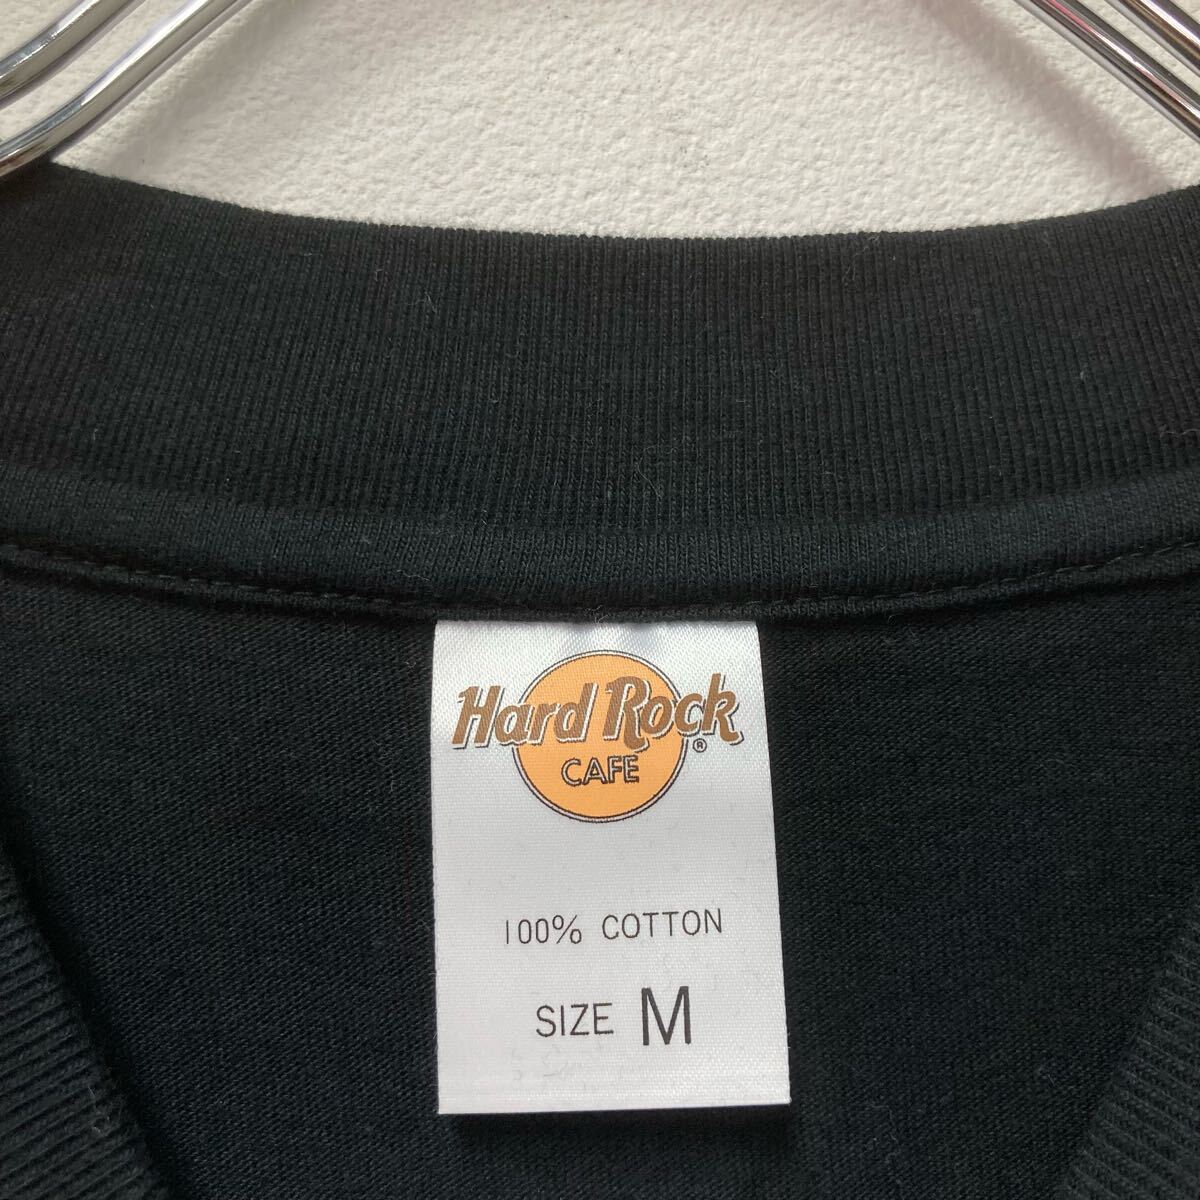 Hard Rock ®
CAFE
100% COTTON
SIZE M